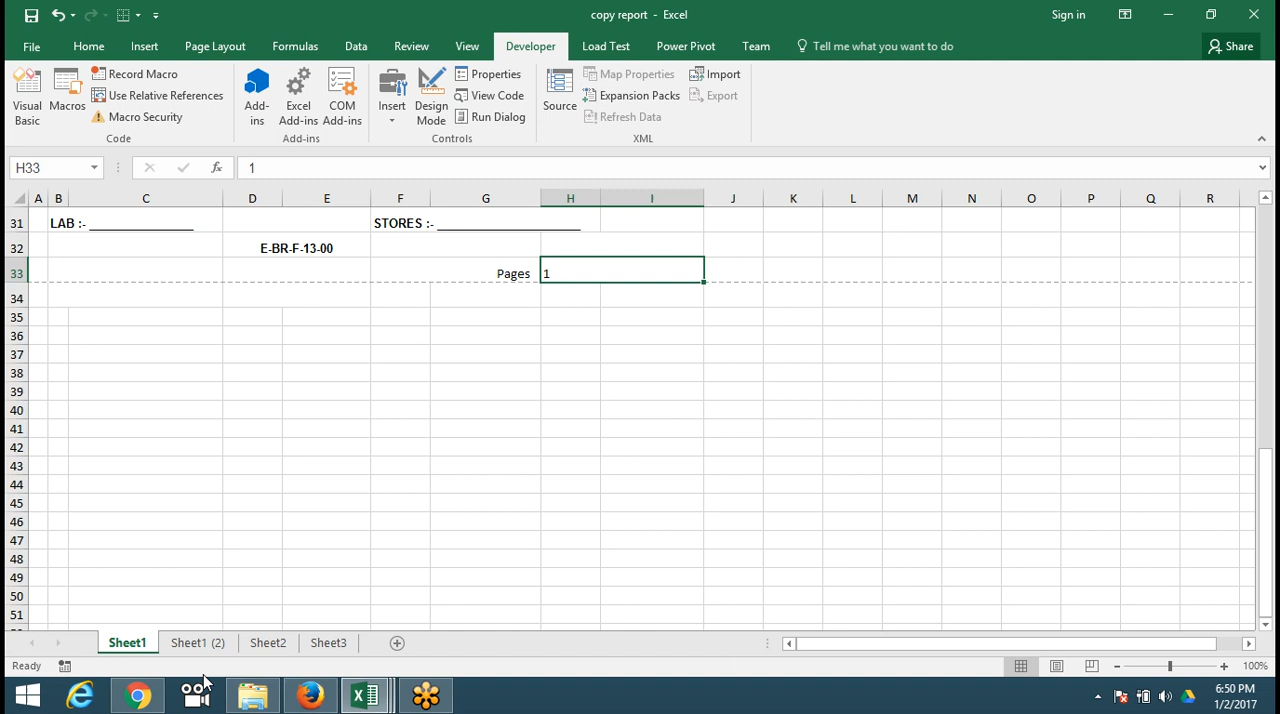 copy report - Excel
Sign in
File Home Insert Page Layout Formulas Data Review View Developer Load Test Power Pivot Team Tell me what you want to do Share
Visual Basic
Macros
Record Macro
Use Relative References
Macro Security
Code
Add-ins
Excel Add-ins
COM Add-ins
Add-ins
Insert
Design Mode
Properties
View Code
Run Dialog
Controls
Source
Map Properties
Expansion Packs
Refresh Data
Import
Export
XML
H33
fx
1
A B C D E F G H I J K L M N O P Q R
31 LAB :- _______________ STORES :- ____________________
32 E-BR-F-13-00
33 Pages 1
34
35
36
37
38
39
40
41
42
43
44
45
46
47
48
49
50
51
Sheet1 Sheet1 (2) Sheet2 Sheet3
Ready
100%
6:50 PM
1/2/2017